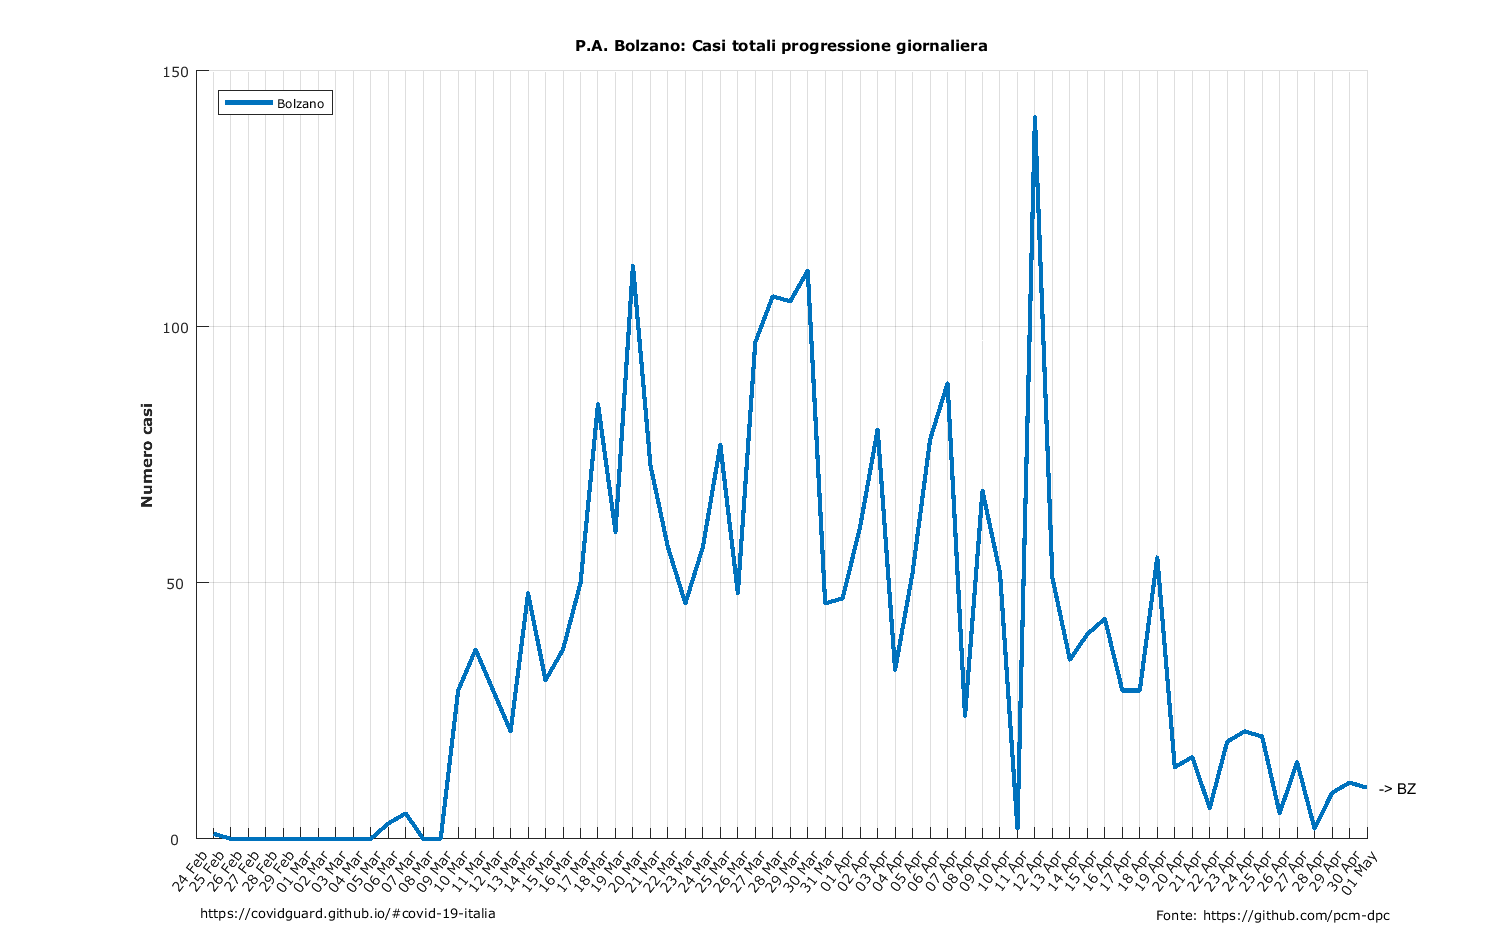 P.A. Bolzano: Casi totali progressione giornaliera
150
Bolzano
100
Numero casi
50
-> BZ
0
24 Feb
25 Feb
26 Feb
27 Feb
28 Feb
29 Feb
01 Mar
02 Mar
03 Mar
04 Mar
05 Mar
06 Mar
07 Mar
08 Mar
09 Mar
10 Mar
11 Mar
12 Mar
13 Mar
14 Mar
15 Mar
16 Mar
17 Mar
18 Mar
19 Mar
20 Mar
21 Mar
22 Mar
23 Mar
24 Mar
25 Mar
26 Mar
27 Mar
28 Mar
29 Mar
30 Mar
31 Mar
01 Apr
02 Apr
03 Apr
04 Apr
05 Apr
06 Apr
07 Apr
08 Apr
09 Apr
10 Apr
11 Apr
12 Apr
13 Apr
14 Apr
15 Apr
16 Apr
17 Apr
18 Apr
19 Apr
20 Apr
21 Apr
22 Apr
23 Apr
24 Apr
25 Apr
26 Apr
27 Apr
28 Apr
29 Apr
30 Apr
01 May
https://covidguard.github.io/#covid-19-italia
Fonte: https://github.com/pcm-dpc